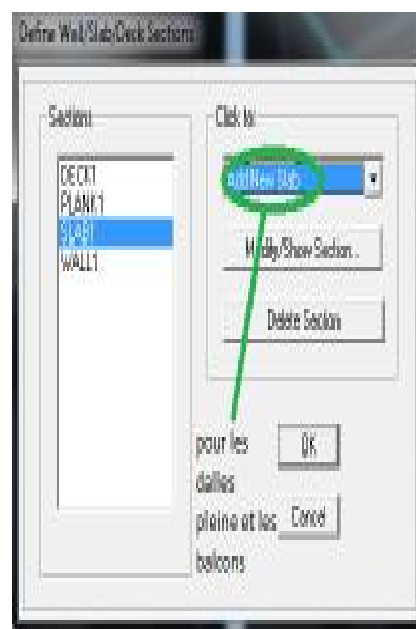 Define Wall/Slab/Deck Sections
Sections
Click to:
DECK1
PLANK1
SLAB1
WALL1
Add New Slab
Modify/Show Section...
Delete Section
pour les
dalles
pleine et les
balcons
OK
Cancel